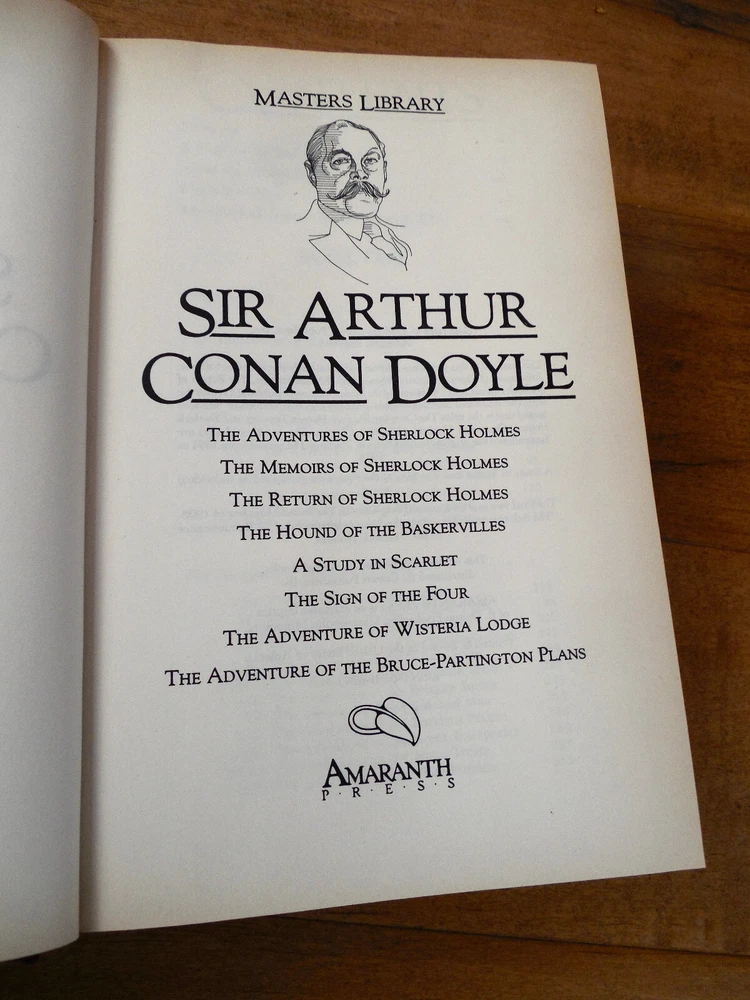 Masters Library
Sir Arthur
Conan Doyle
The Adventures of Sherlock Holmes
The Memoirs of Sherlock Holmes
The Return of Sherlock Holmes
The Hound of the Baskervilles
A Study in Scarlet
The Sign of the Four
The Adventure of Wisteria Lodge
The Adventure of the Bruce-Partington Plans
Amaranth
P·R·E·S·S